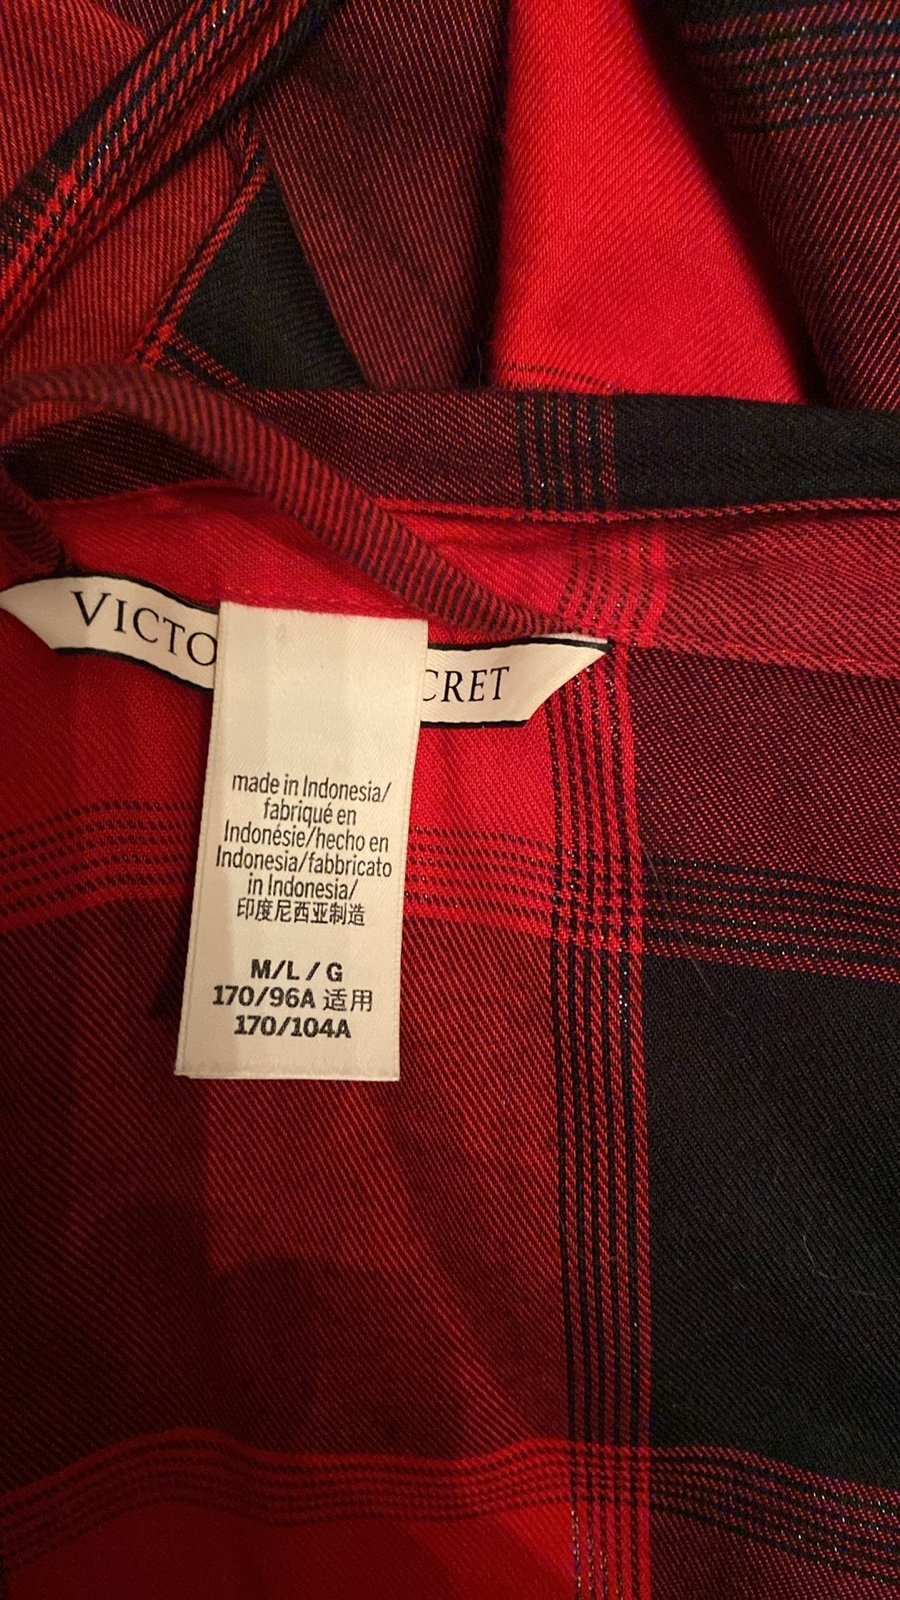 VICTO
CRET
made in Indonesia/
fabriqué en
Indonésie/hecho en
Indonesia/fabbricato
in Indonesia/
印度尼西亚制造
M/L / G
170/96A 适用
170/104A